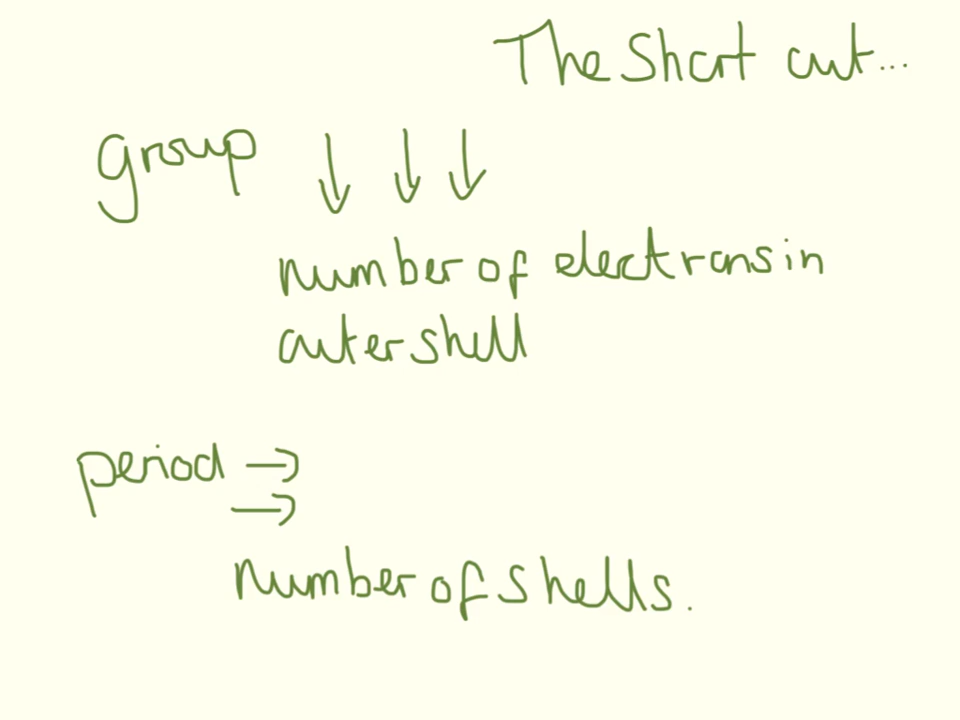 The Short cut...
group ↓ ↓ ↓
number of electrons in
outer shell
period →
→
number of shells.